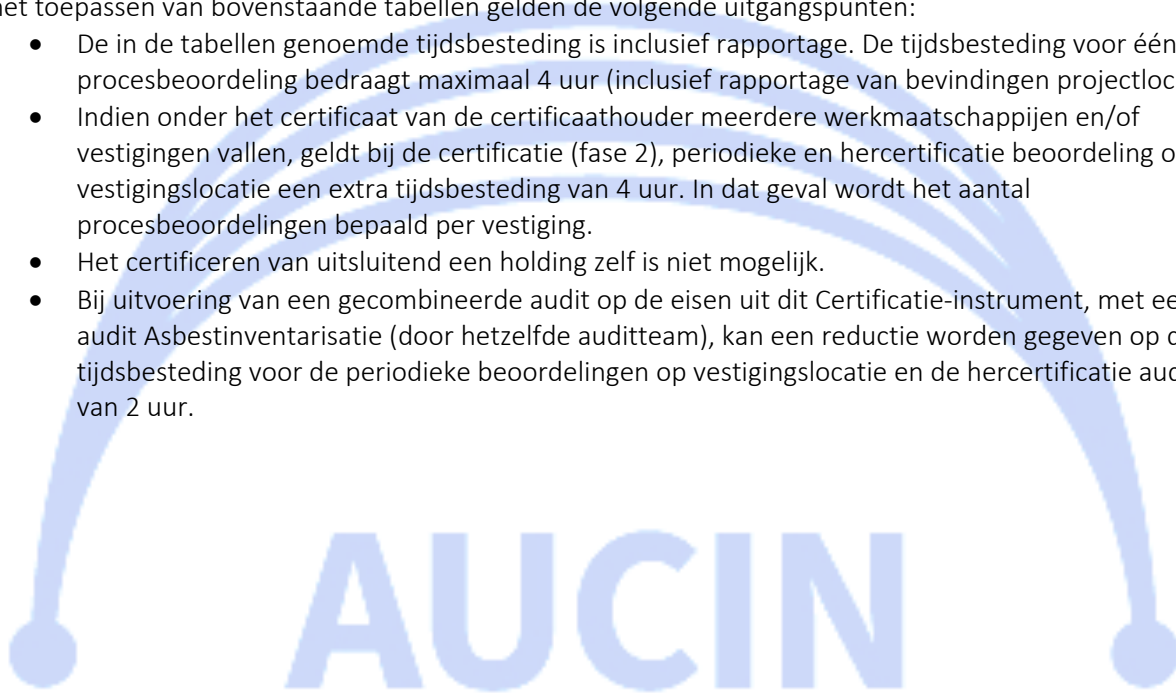 het toepassen van bovenstaande tabellen gelden de volgende uitgangspunten:
• De in de tabellen genoemde tijdsbesteding is inclusief rapportage. De tijdsbesteding voor één
procesbeoordeling bedraagt maximaal 4 uur (inclusief rapportage van bevindingen projectloc
• Indien onder het certificaat van de certificaathouder meerdere werkmaatschappijen en/of
vestigingen vallen, geldt bij de certificatie (fase 2), periodieke en hercertificatie beoordeling o
vestigingslocatie een extra tijdsbesteding van 4 uur. In dat geval wordt het aantal
procesbeoordelingen bepaald per vestiging.
• Het certificeren van uitsluitend een holding zelf is niet mogelijk.
• Bij uitvoering van een gecombineerde audit op de eisen uit dit Certificatie-instrument, met ee
audit Asbestinventarisatie (door hetzelfde auditteam), kan een reductie worden gegeven op d
tijdsbesteding voor de periodieke beoordelingen op vestigingslocatie en de hercertificatie aud
van 2 uur.
AUCIN